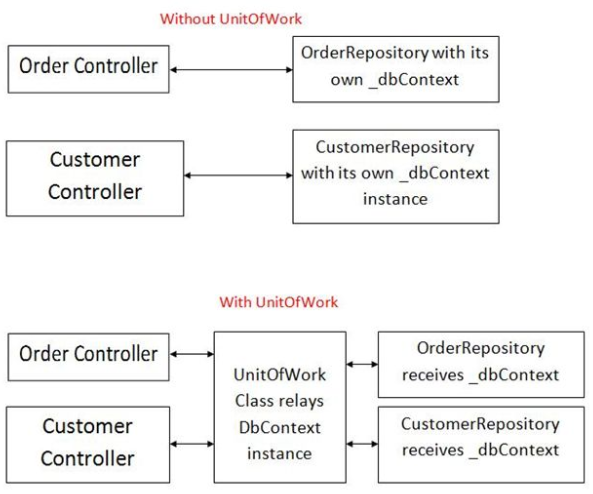 Without UnitOfWork
Order Controller
OrderRepository with its
own _dbContext
Customer
Controller
CustomerRepository
with its own _dbContext
instance
With UnitOfWork
Order Controller
UnitOfWork
Class relays
DbContext
instance
OrderRepository
receives _dbContext
Customer
Controller
CustomerRepository
receives _dbContext